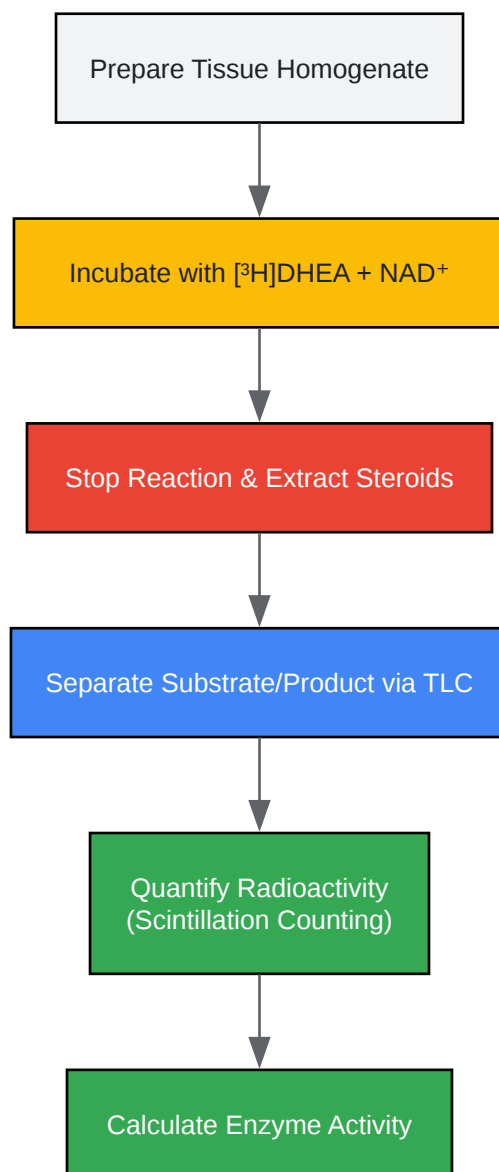 Prepare Tissue Homogenate
Incubate with [³H]DHEA + NAD⁺
Stop Reaction & Extract Steroids
Separate Substrate/Product via TLC
Quantify Radioactivity
(Scintillation Counting)
Calculate Enzyme Activity